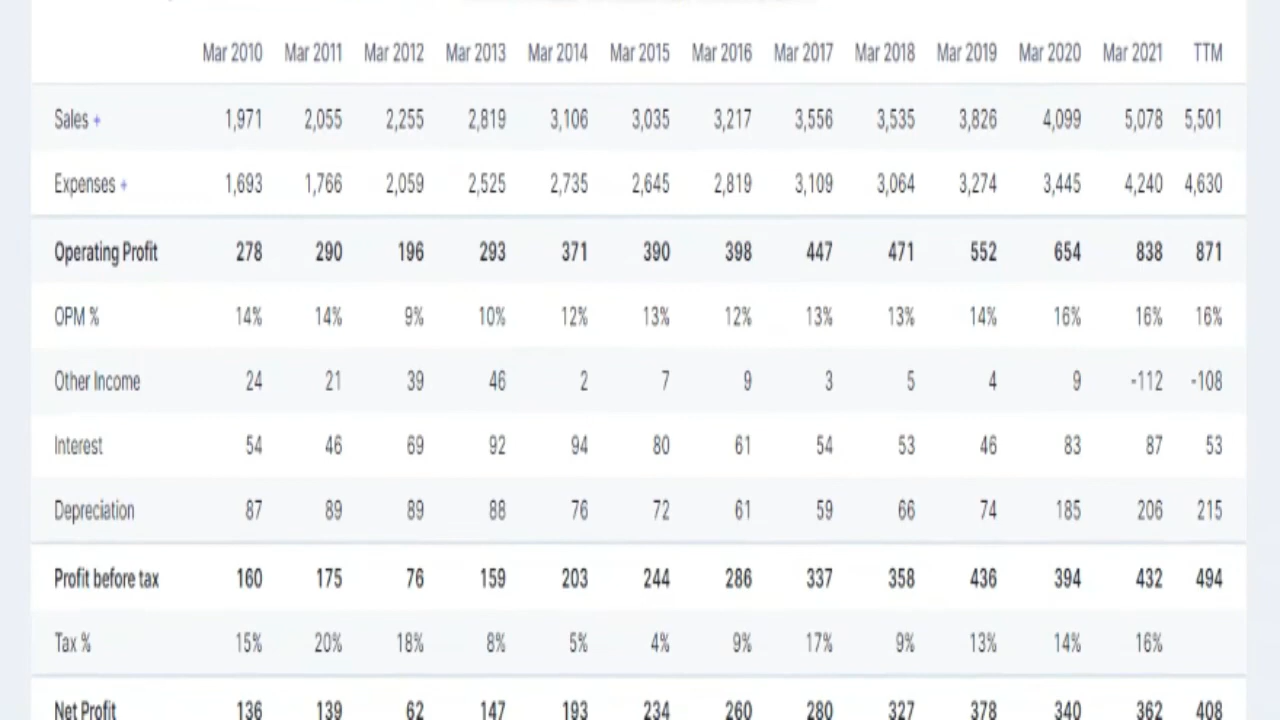 Mar 2010 Mar 2011 Mar 2012 Mar 2013 Mar 2014 Mar 2015 Mar 2016 Mar 2017 Mar 2018 Mar 2019 Mar 2020 Mar 2021 TTM
Sales + 1,971 2,055 2,255 2,819 3,106 3,035 3,217 3,556 3,535 3,826 4,099 5,078 5,501
Expenses + 1,693 1,766 2,059 2,525 2,735 2,645 2,819 3,109 3,064 3,274 3,445 4,240 4,630
Operating Profit 278 290 196 293 371 390 398 447 471 552 654 838 871
OPM % 14% 14% 9% 10% 12% 13% 12% 13% 13% 14% 16% 16% 16%
Other Income 24 21 39 46 2 7 9 3 5 4 9 -112 -108
Interest 54 46 69 92 94 80 61 54 53 46 83 87 53
Depreciation 87 89 89 88 76 72 61 59 66 74 185 206 215
Profit before tax 160 175 76 159 203 244 286 337 358 436 394 432 494
Tax % 15% 20% 18% 8% 5% 4% 9% 17% 9% 13% 14% 16%
Net Profit 136 139 62 147 193 234 260 280 327 378 340 362 408